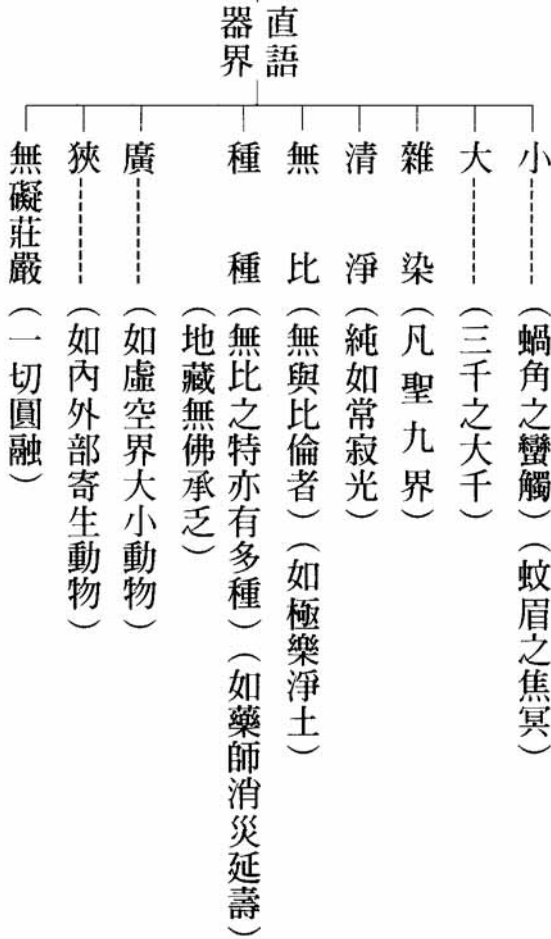 直語
器界
小（蝸角之蠻觸）（蚊眉之焦冥）
大（三千之大千）
雜染（凡聖九界）
清淨（純如常寂光）
無比（無與比倫者）（如極樂淨土）
種種（無比之特亦有多種）（如藥師消災延壽）
（地藏無佛承乏）
廣（如虛空界大小動物）
狹（如內外部寄生動物）
無礙莊嚴（一切圓融）